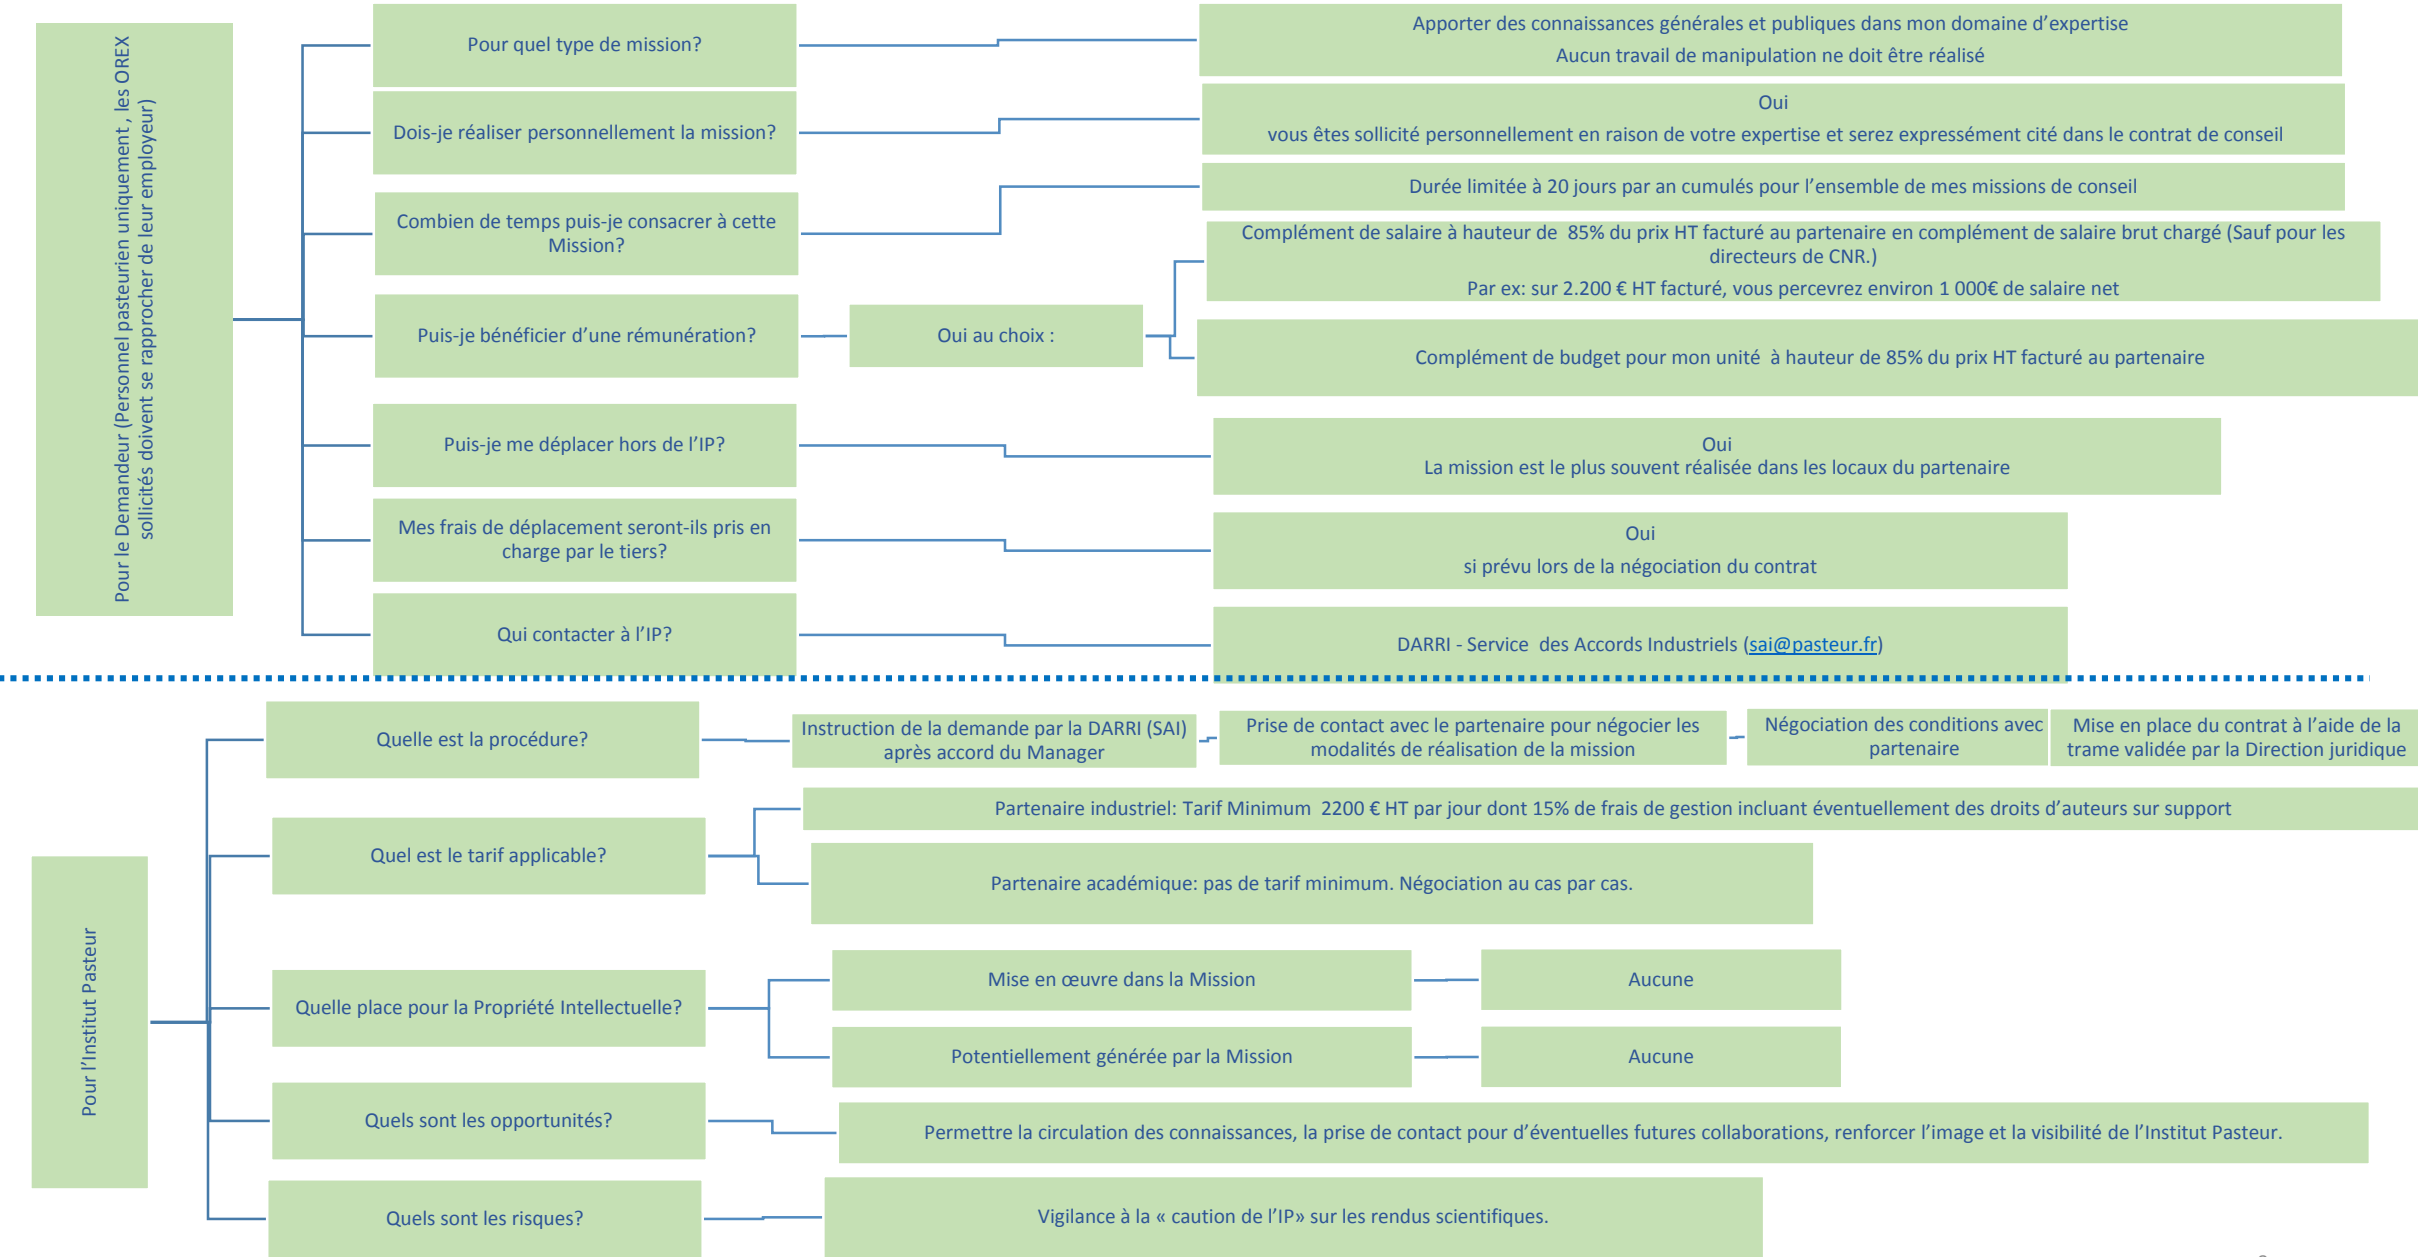 Pour le Demandeur (Personnel pasteurien uniquement , les OREX
sollicités doivent se rapprocher de leur employeur)
Pour quel type de mission?
Apporter des connaissances générales et publiques dans mon domaine d’expertise
Aucun travail de manipulation ne doit être réalisé
Dois-je réaliser personnellement la mission?
Oui
vous êtes sollicité personnellement en raison de votre expertise et serez expressément cité dans le contrat de conseil
Combien de temps puis-je consacrer à cette
Mission?
Durée limitée à 20 jours par an cumulés pour l’ensemble de mes missions de conseil
Puis-je bénéficier d’une rémunération?
Oui au choix :
Complément de salaire à hauteur de 85% du prix HT facturé au partenaire en complément de salaire brut chargé (Sauf pour les
directeurs de CNR.)
Par ex: sur 2.200 € HT facturé, vous percevrez environ 1 000€ de salaire net
Complément de budget pour mon unité à hauteur de 85% du prix HT facturé au partenaire
Puis-je me déplacer hors de l’IP?
Oui
La mission est le plus souvent réalisée dans les locaux du partenaire
Mes frais de déplacement seront-ils pris en
charge par le tiers?
Oui
si prévu lors de la négociation du contrat
Qui contacter à l’IP?
DARRI - Service des Accords Industriels (sai@pasteur.fr)
Pour l’Institut Pasteur
Quelle est la procédure?
Instruction de la demande par la DARRI (SAI)
après accord du Manager
Prise de contact avec le partenaire pour négocier les
modalités de réalisation de la mission
Négociation des conditions avec
partenaire
Mise en place du contrat à l’aide de la
trame validée par la Direction juridique
Quel est le tarif applicable?
Partenaire industriel: Tarif Minimum 2200 € HT par jour dont 15% de frais de gestion incluant éventuellement des droits d’auteurs sur support
Partenaire académique: pas de tarif minimum. Négociation au cas par cas.
Quelle place pour la Propriété Intellectuelle?
Mise en œuvre dans la Mission
Aucune
Potentiellement générée par la Mission
Aucune
Quels sont les opportunités?
Permettre la circulation des connaissances, la prise de contact pour d’éventuelles futures collaborations, renforcer l’image et la visibilité de l’Institut Pasteur.
Quels sont les risques?
Vigilance à la « caution de l’IP» sur les rendus scientifiques.